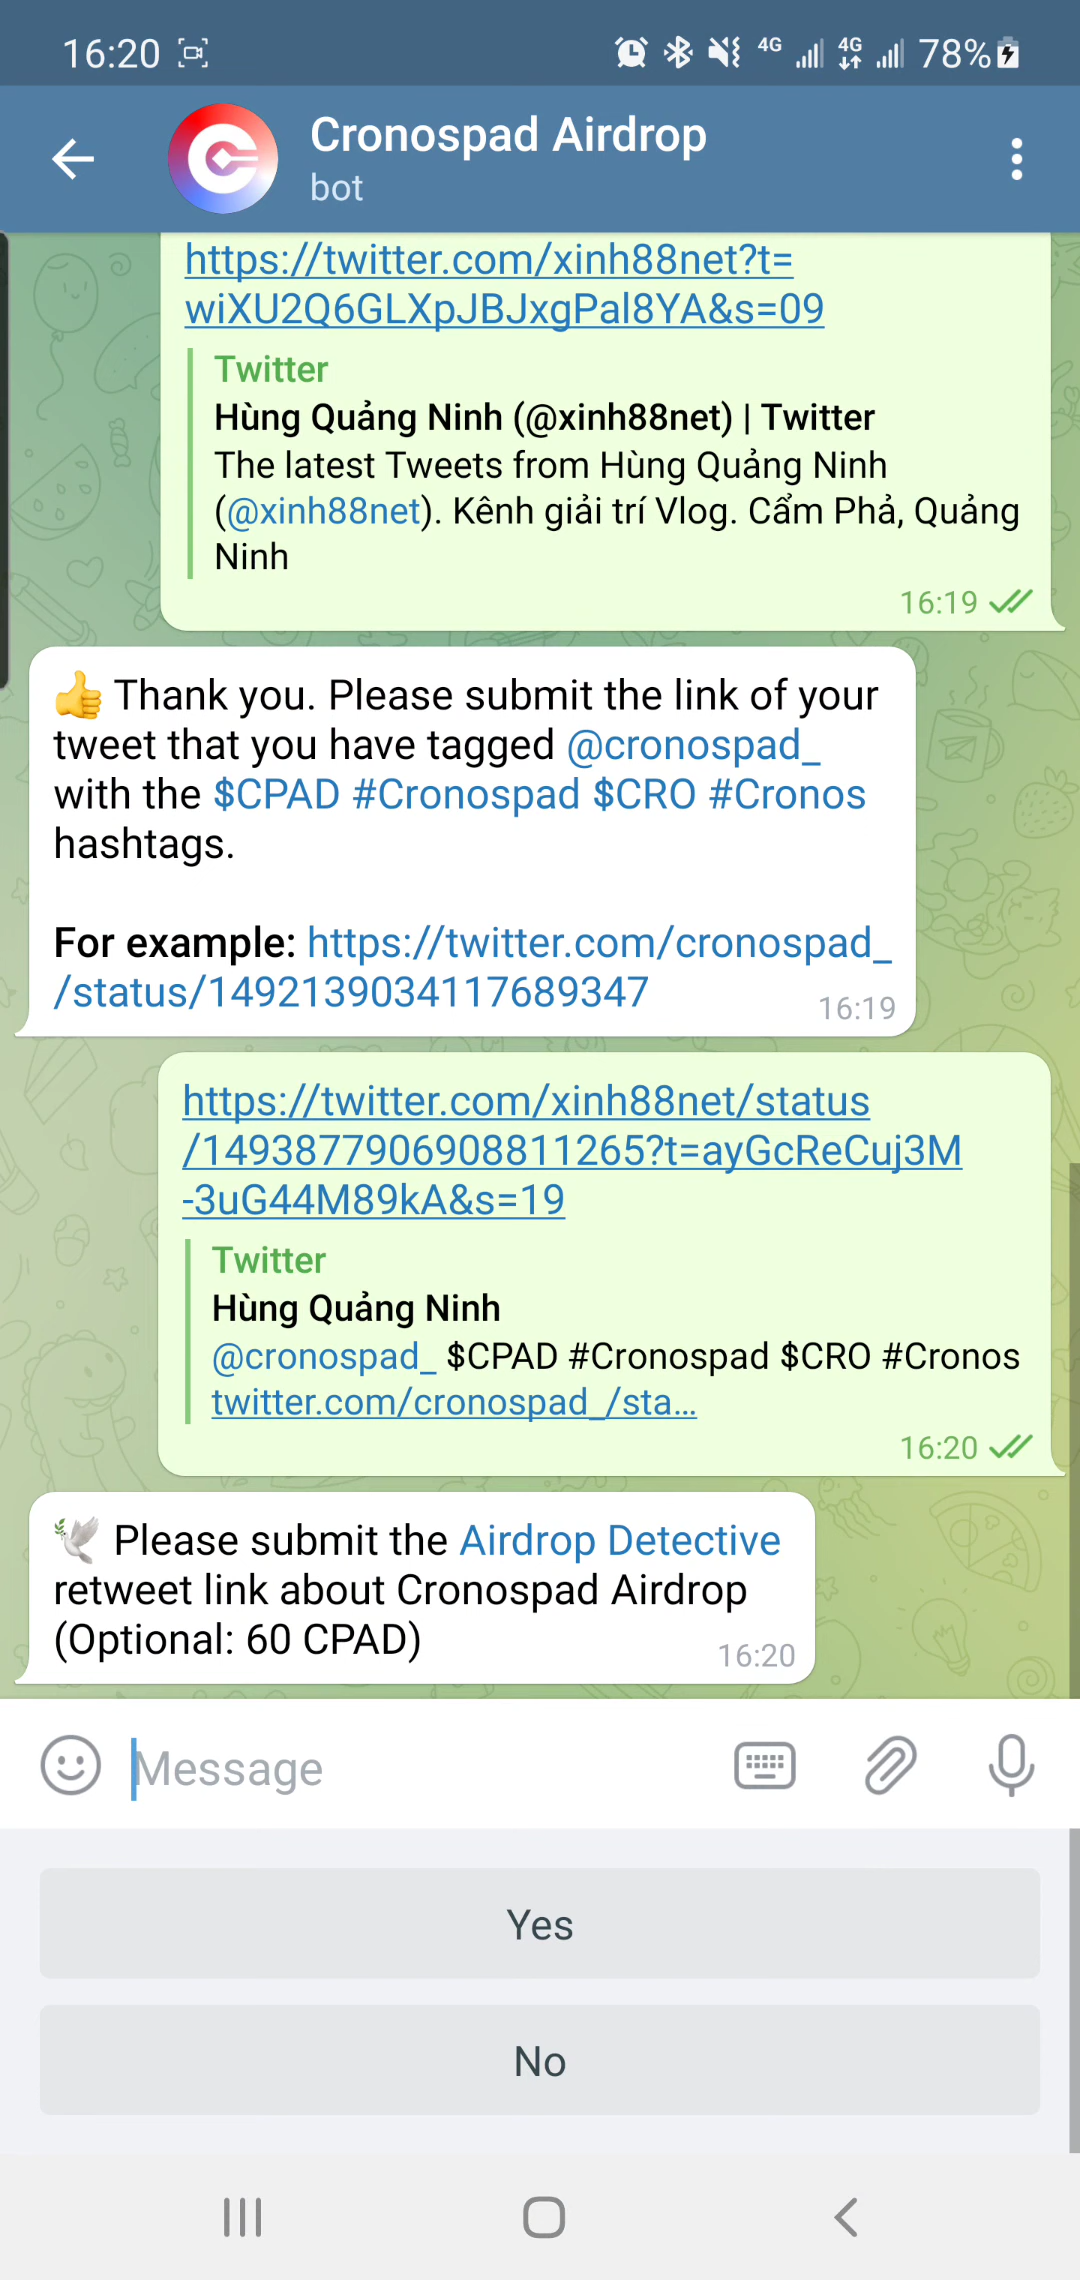 16:20
4G 4G 78%
Cronospad Airdrop
bot
https://twitter.com/xinh88net?t=
wiXU2Q6GLXpJBJxgPal8YA&s=09
Twitter
Hùng Quảng Ninh (@xinh88net) | Twitter
The latest Tweets from Hùng Quảng Ninh
(@xinh88net). Kênh giải trí Vlog. Cẩm Phả, Quảng
Ninh
16:19
👍 Thank you. Please submit the link of your
tweet that you have tagged @cronospad_
with the $CPAD #Cronospad $CRO #Cronos
hashtags.
For example: https://twitter.com/cronospad_
/status/1492139034117689347
16:19
https://twitter.com/xinh88net/status
/1493877906908811265?t=ayGcReCuj3M
-3uG44M89kA&s=19
Twitter
Hùng Quảng Ninh
@cronospad_ $CPAD #Cronospad $CRO #Cronos
twitter.com/cronospad_/sta...
16:20
🕊 Please submit the Airdrop Detective
retweet link about Cronospad Airdrop
(Optional: 60 CPAD)
16:20
Message
Yes
No